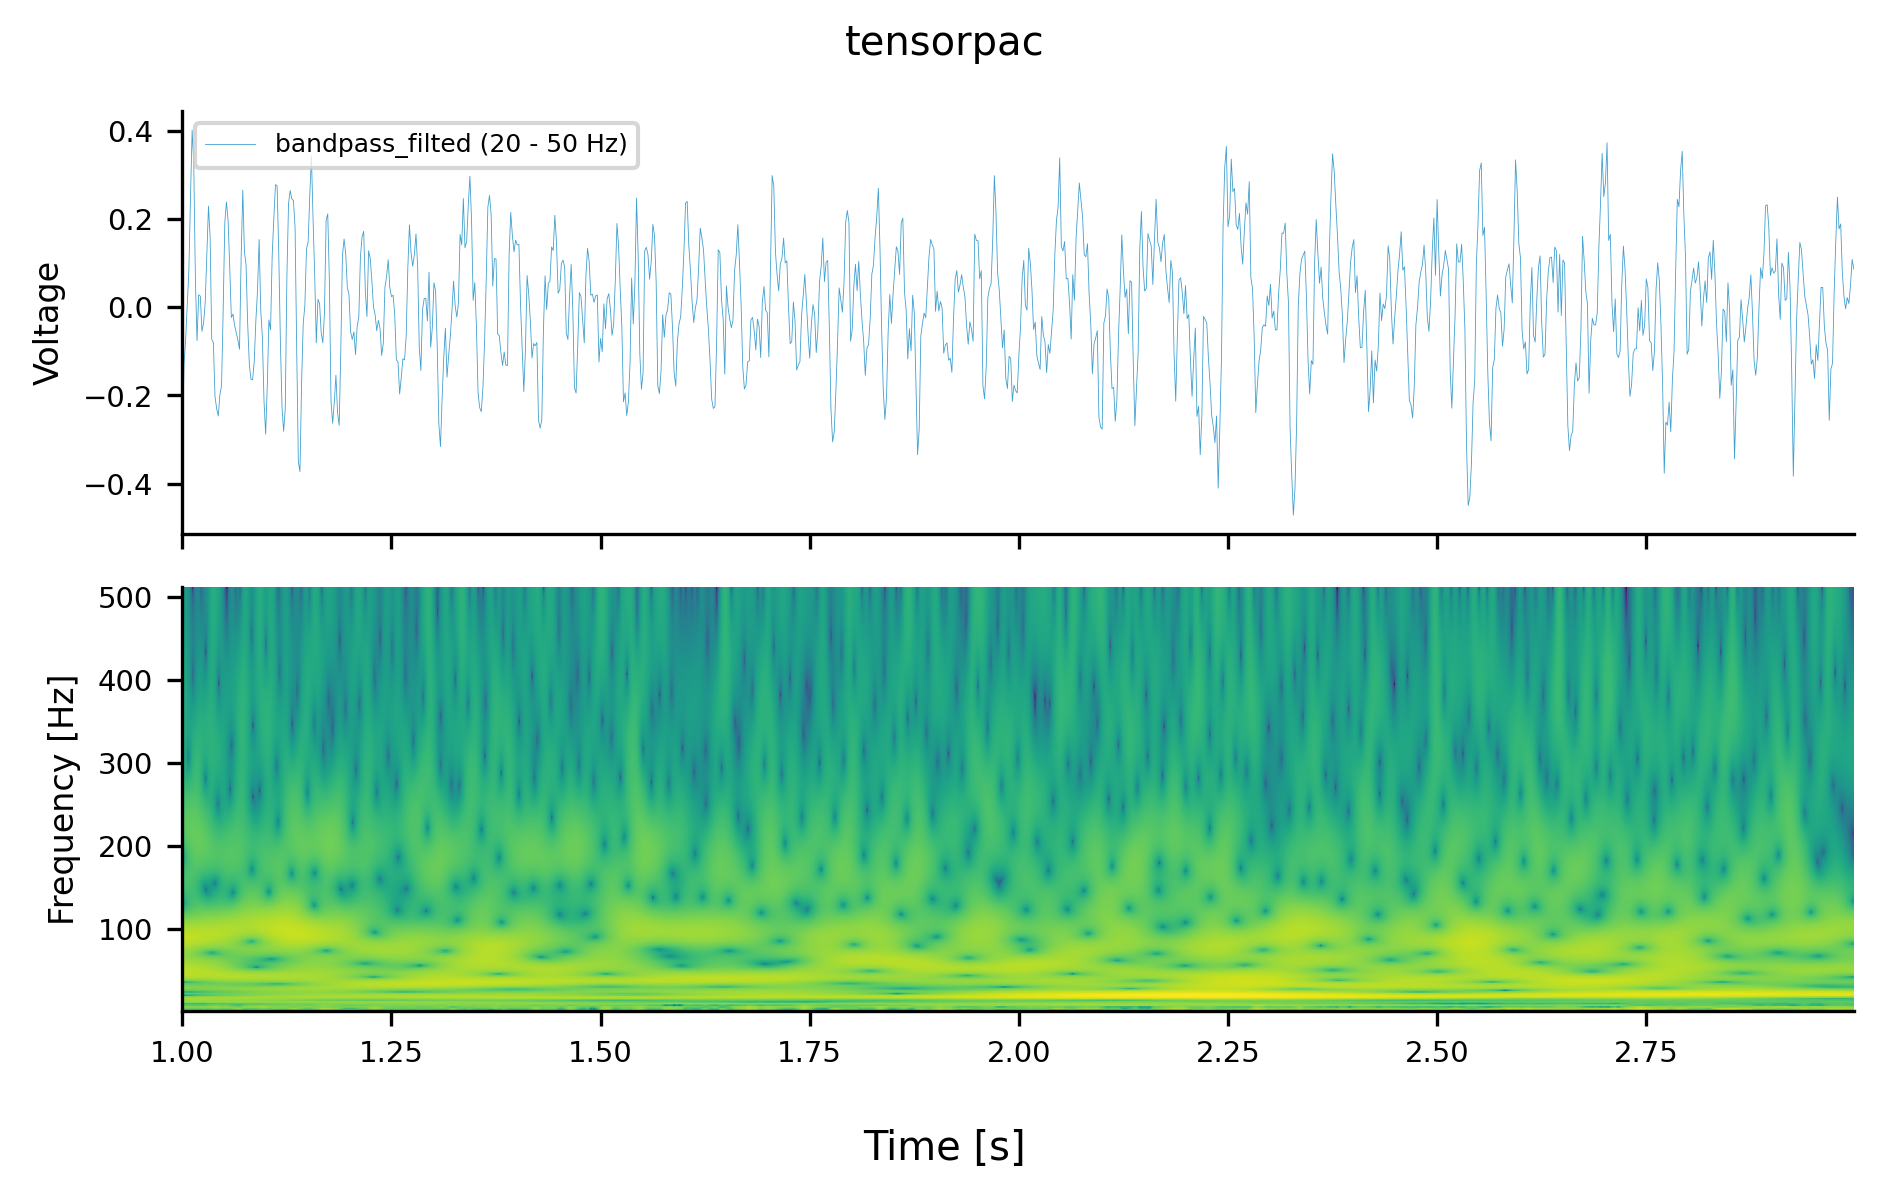 tensorpac
0.4
bandpass_filted (20 - 50 Hz)
0.2
0.0
−0.2
−0.4
Voltage
500
400
300
200
100
Frequency [Hz]
1.00 1.25 1.50 1.75 2.00 2.25 2.50 2.75
Time [s]